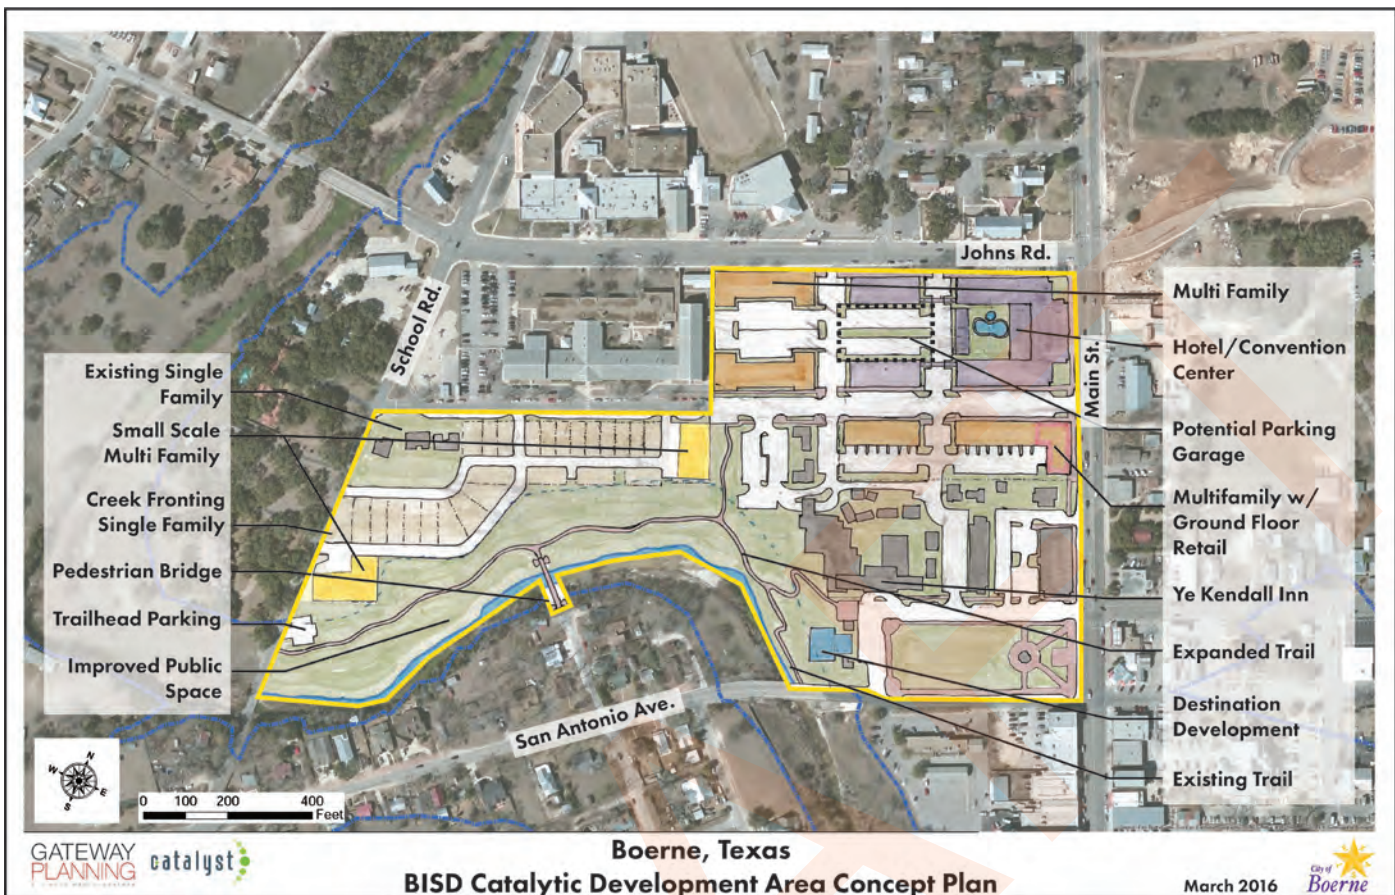 Johns Rd.
School Rd.
Main St.
San Antonio Ave.
Existing Single
Family
Small Scale
Multi Family
Creek Fronting
Single Family
Pedestrian Bridge
Trailhead Parking
Improved Public
Space
Multi Family
Hotel/Convention
Center
Potential Parking
Garage
Multifamily w/
Ground Floor
Retail
Ye Kendall Inn
Expanded Trail
Destination
Development
Existing Trail
N
W
E
S
0 100 200 400
Feet
GATEWAY
PLANNING
catalyst
Boerne, Texas
BISD Catalytic Development Area Concept Plan
March 2016
City of
Boerne